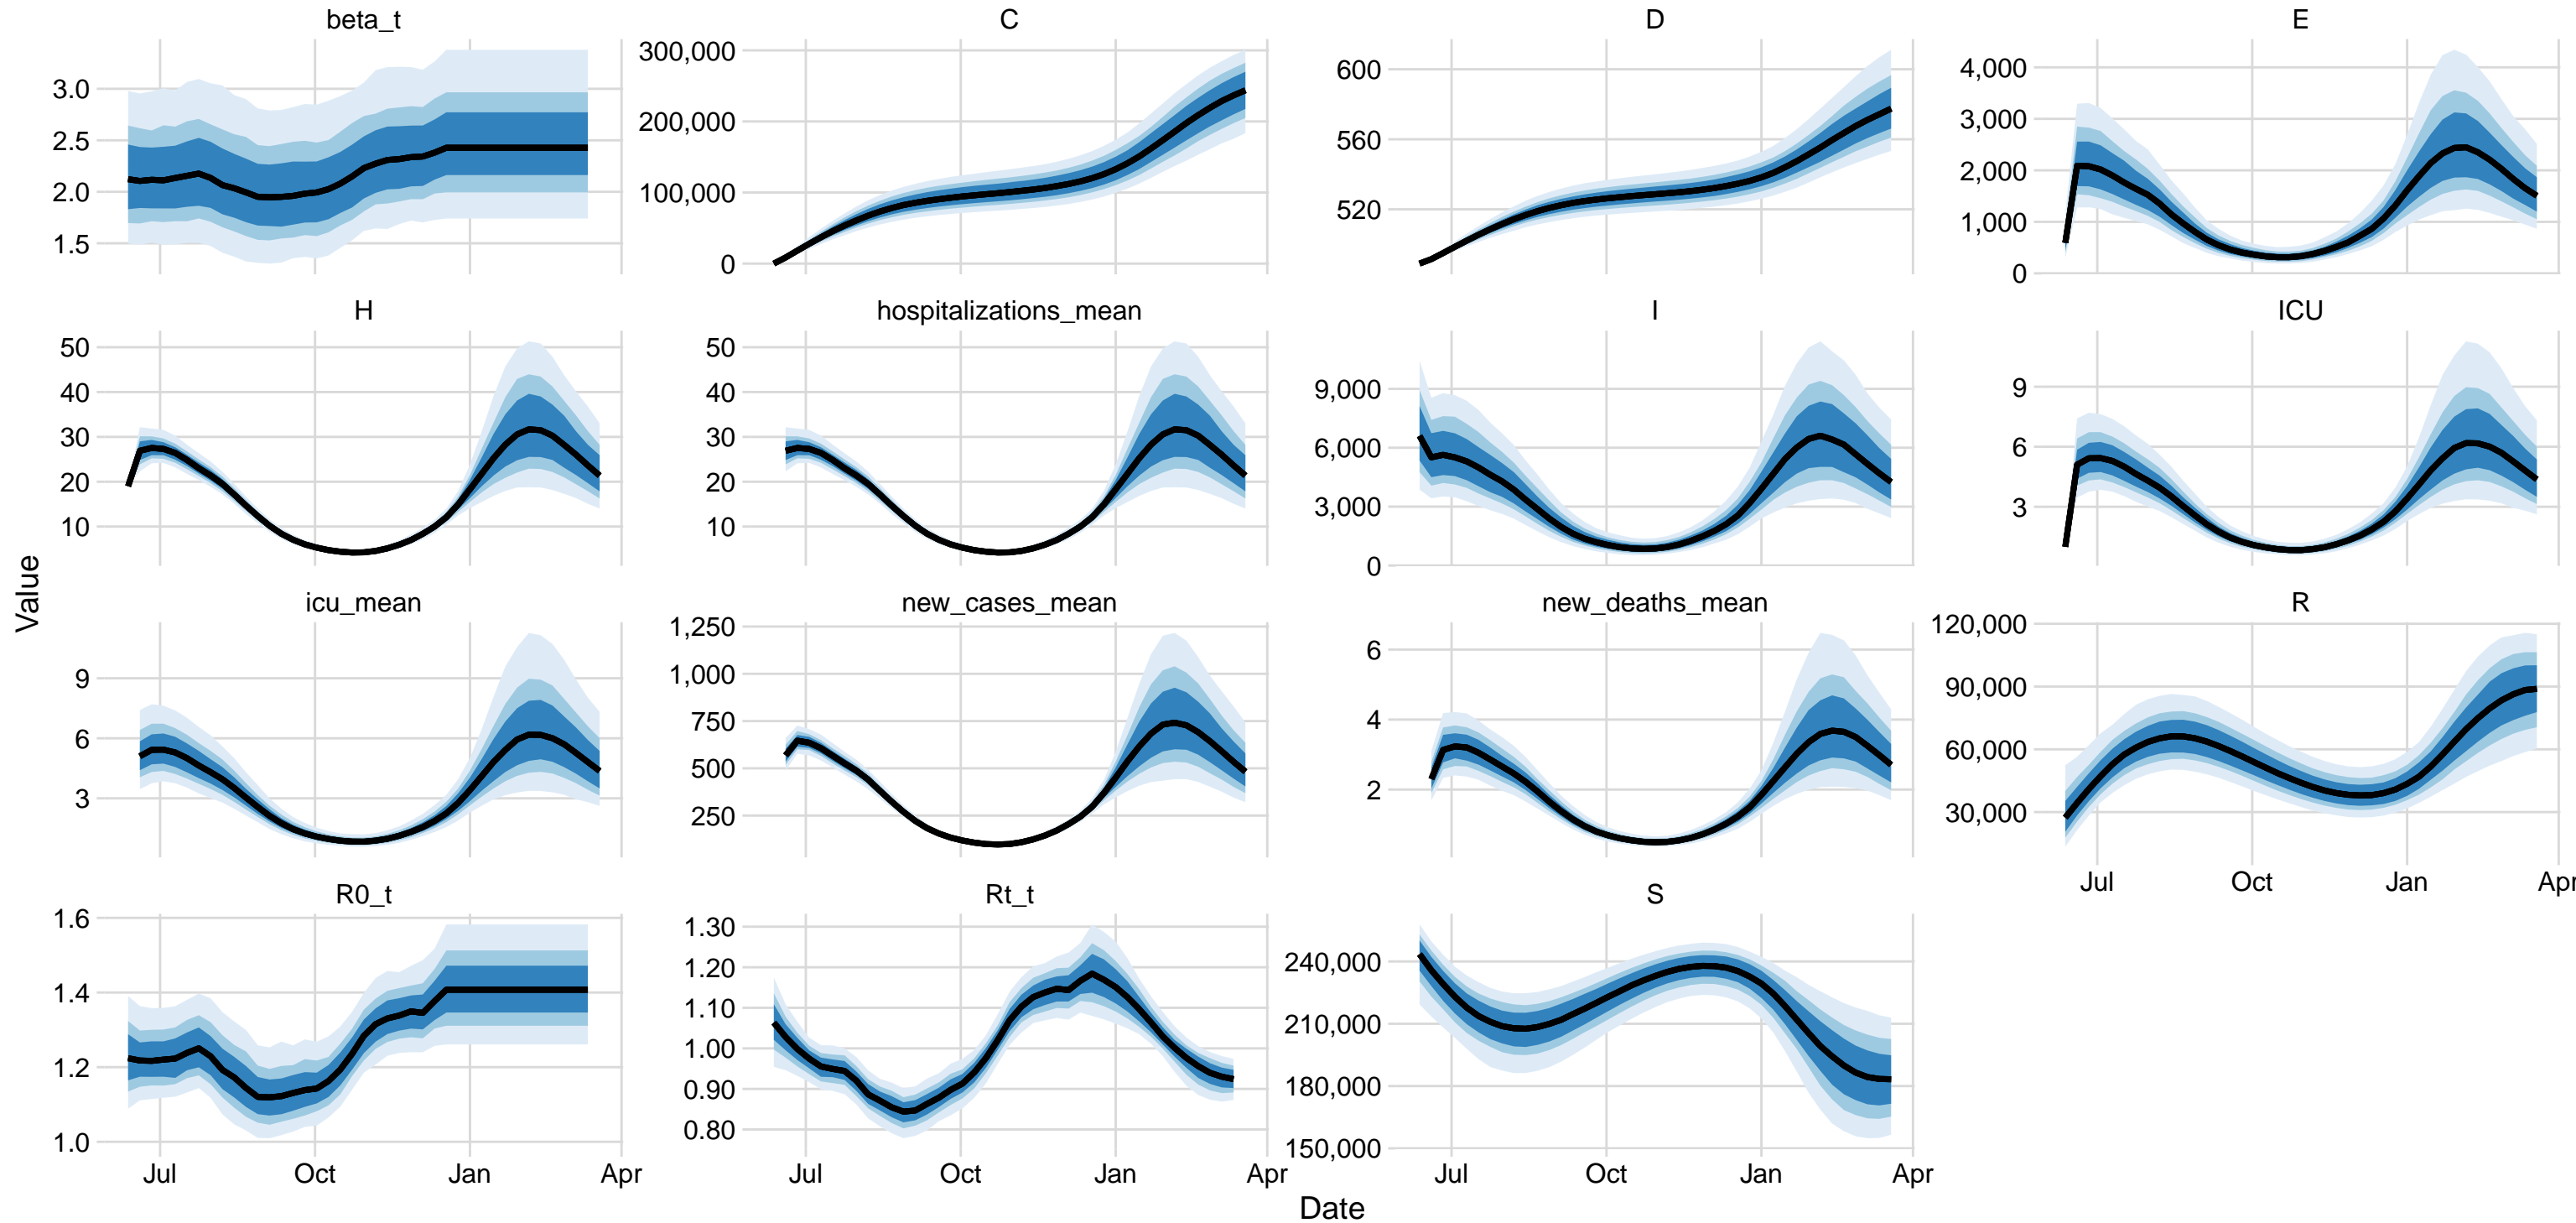 beta_t
C
D
E
3.0
2.5
2.0
1.5
300,000
200,000
100,000
0
600
560
520
4,000
3,000
2,000
1,000
0
H
hospitalizations_mean
I
ICU
50
40
30
20
10
50
40
30
20
10
9,000
6,000
3,000
0
9
6
3
Value
icu_mean
new_cases_mean
new_deaths_mean
R
9
6
3
1,250
1,000
750
500
250
6
4
2
120,000
90,000
60,000
30,000
Jul
Oct
Jan
Apr
R0_t
Rt_t
S
1.6
1.4
1.2
1.0
1.30
1.20
1.10
1.00
0.90
0.80
240,000
210,000
180,000
150,000
Jul
Oct
Jan
Apr
Jul
Oct
Jan
Apr
Jul
Oct
Jan
Apr
Date